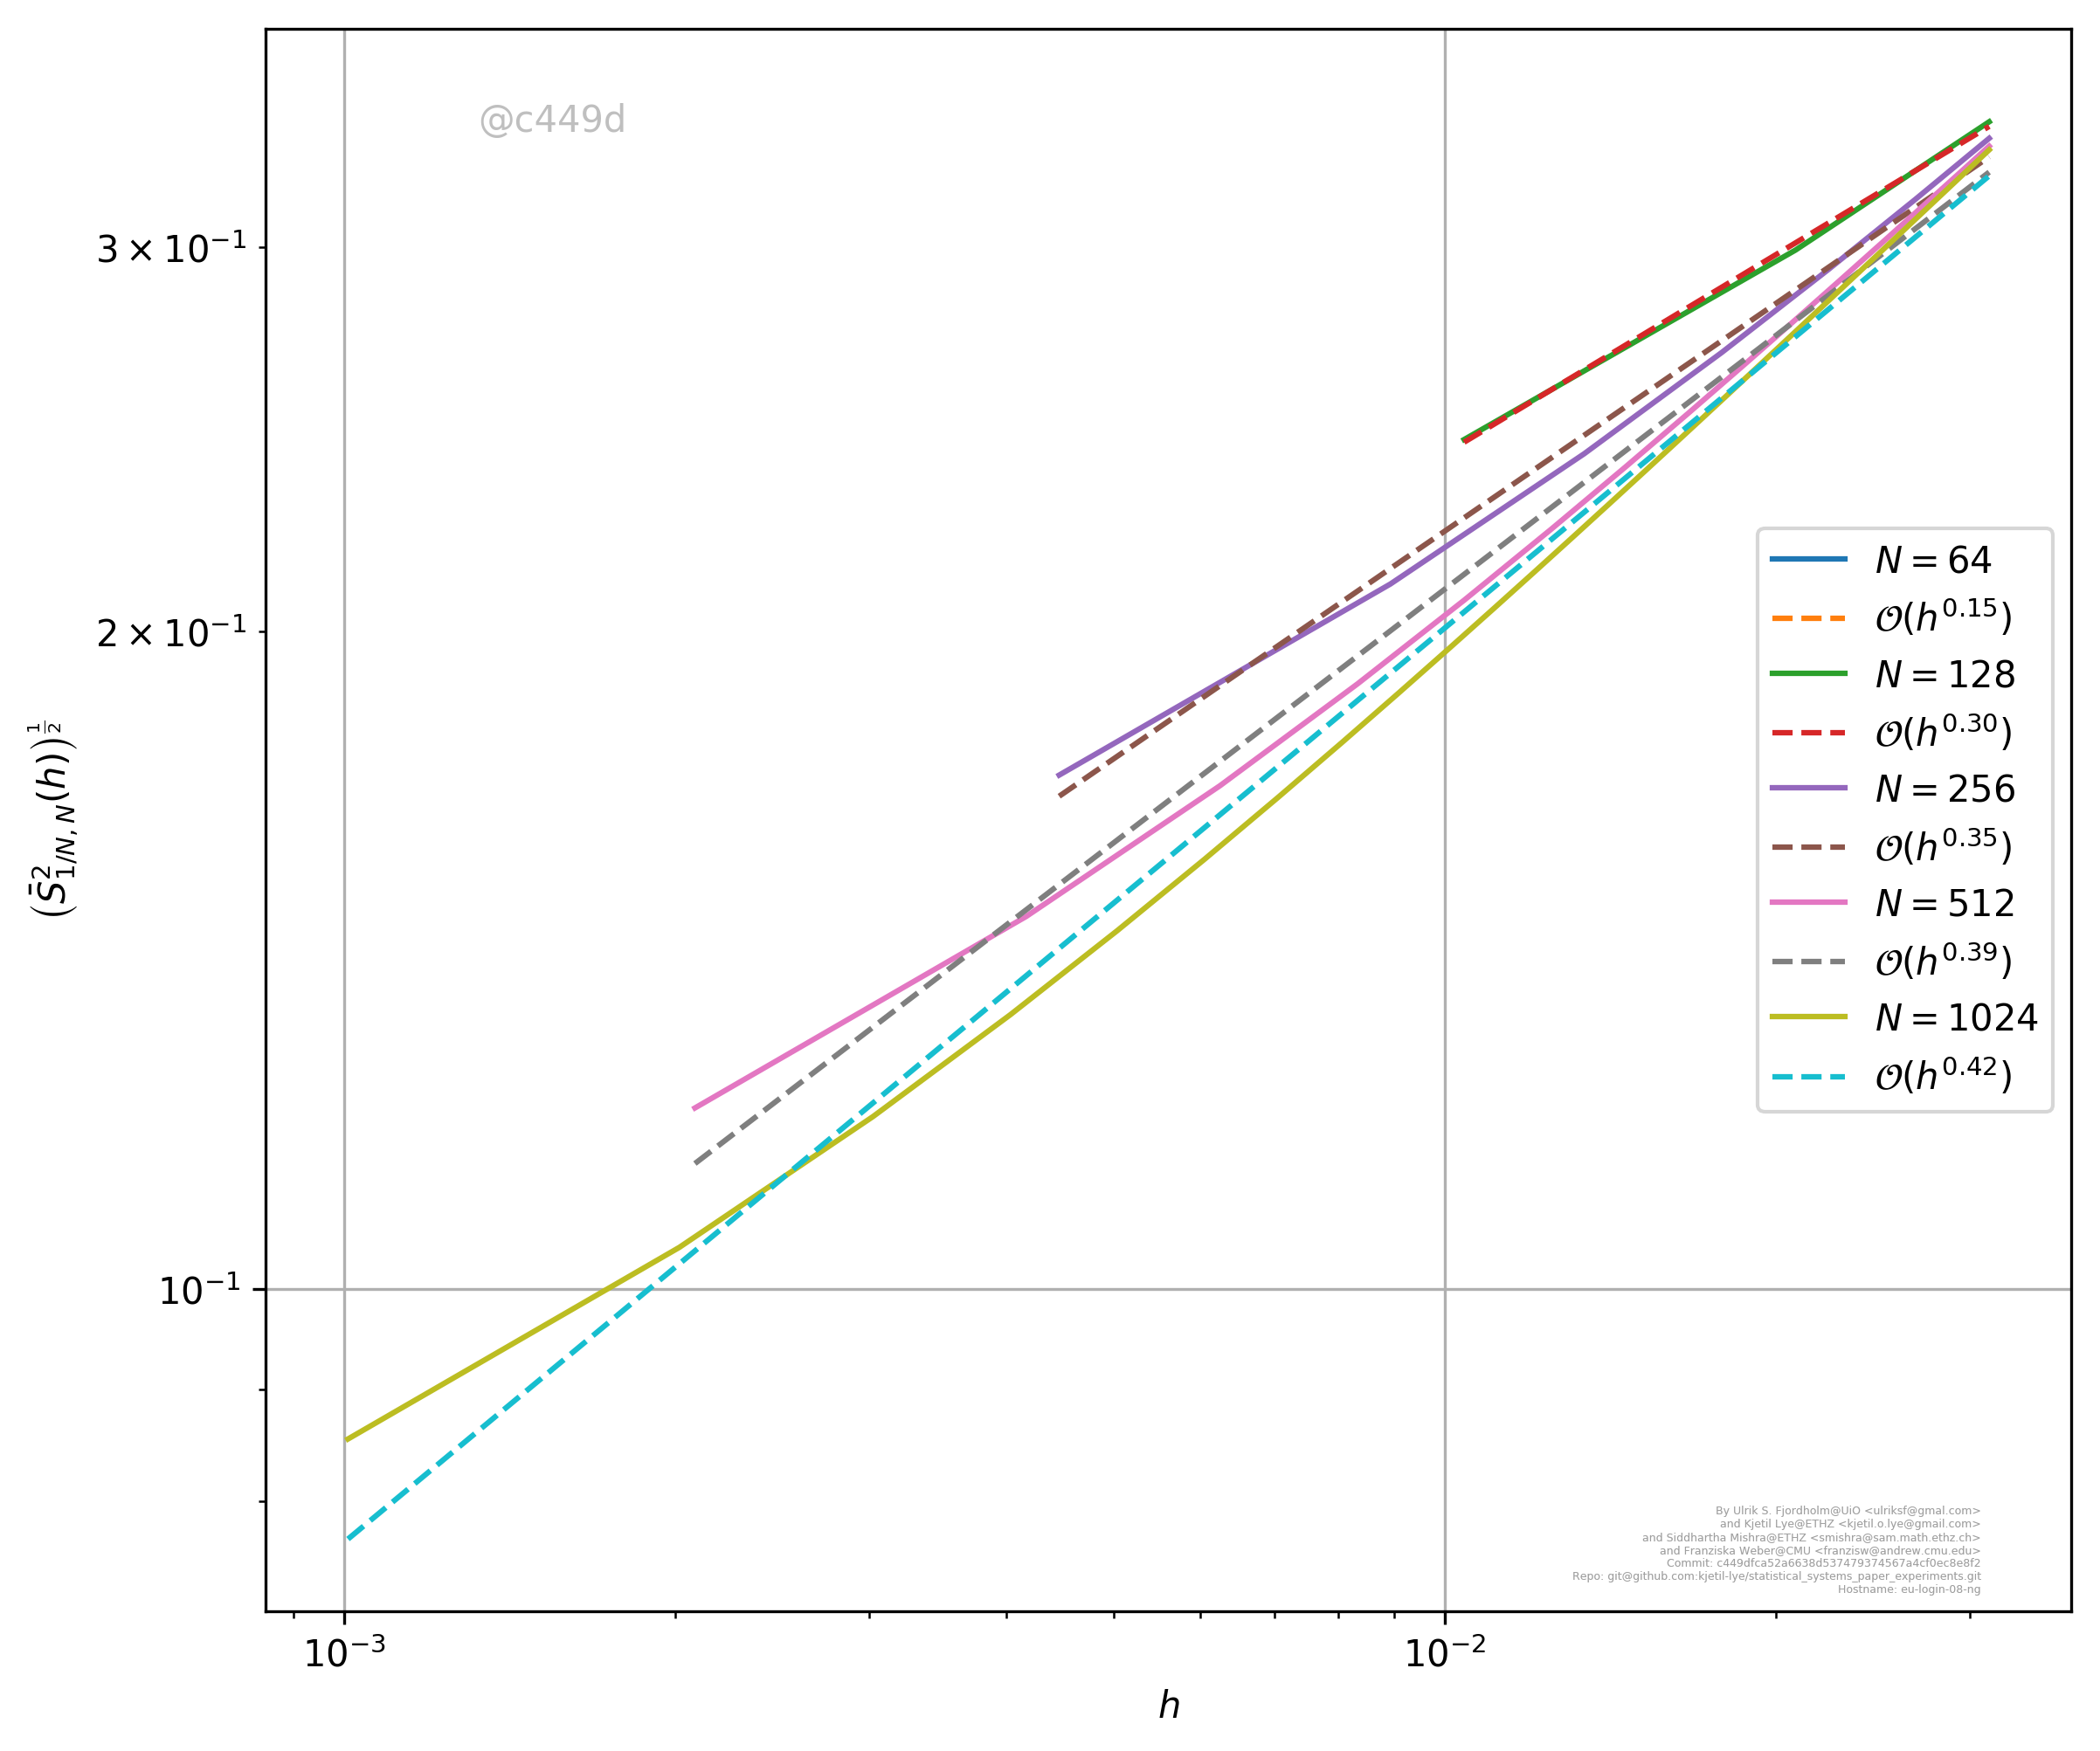 @c449d
3 × 10⁻¹
2 × 10⁻¹
10⁻¹
(S̄²₁/N,N(h))^½
10⁻³
10⁻²
h
N = 64
𝒪(h^0.15)
N = 128
𝒪(h^0.30)
N = 256
𝒪(h^0.35)
N = 512
𝒪(h^0.39)
N = 1024
𝒪(h^0.42)
By Ulrik S. Fjordholm@UiO <ulriksf@gmal.com>
and Kjetil Lye@ETHZ <kjetil.o.lye@gmail.com>
and Siddhartha Mishra@ETHZ <smishra@sam.math.ethz.ch>
and Franziska Weber@CMU <franzisw@andrew.cmu.edu>
Commit: c449dfca52a6638d537479374567a4cf0ec8e8f2
Repo: git@github.com:kjetil-lye/statistical_systems_paper_experiments.git
Hostname: eu-login-08-ng